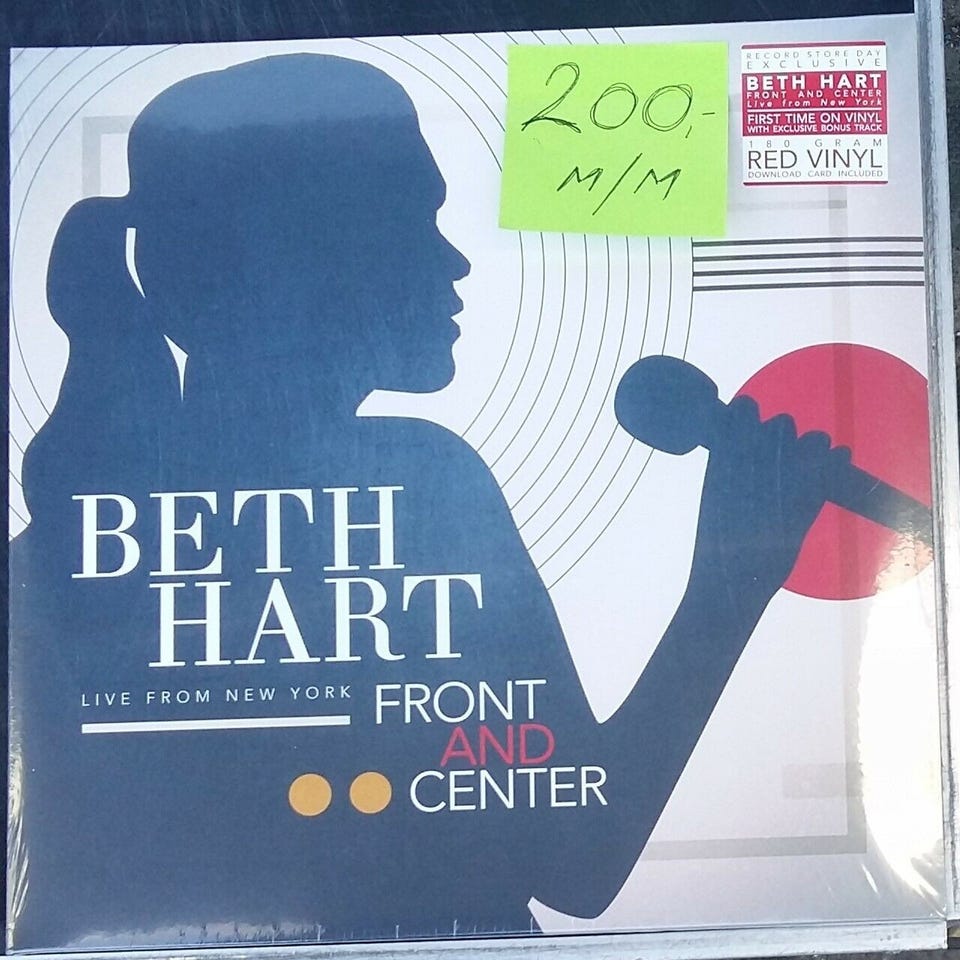 200,-
M/M
RECORD STORE DAY
EXCLUSIVE
BETH HART
FRONT AND CENTER
Live from New York
FIRST TIME ON VINYL
WITH EXCLUSIVE BONUS TRACK
180 GRAM
RED VINYL
DOWNLOAD CARD INCLUDED
BETH
HART
LIVE FROM NEW YORK
FRONT
AND
CENTER